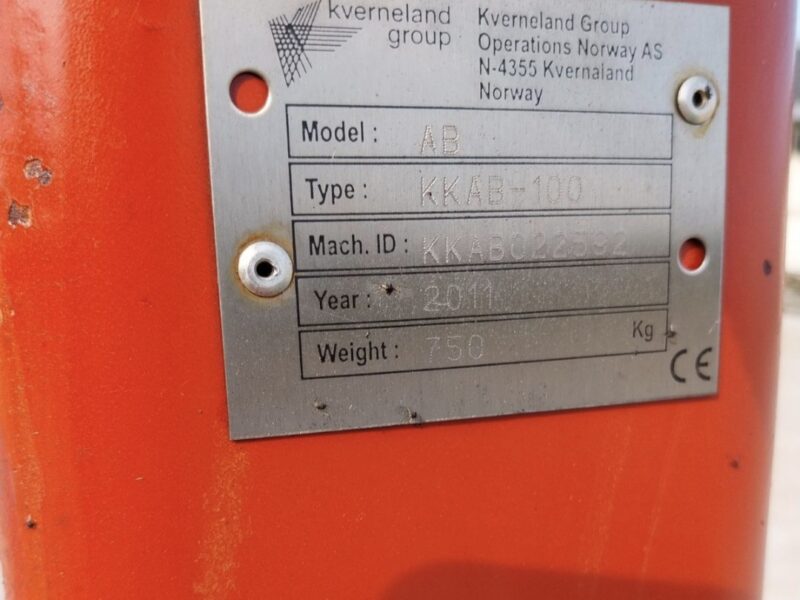 kverneland
group
Kverneland Group
Operations Norway AS
N-4355 Kvernaland
Norway
Model : AB
Type : KKAB-100
Mach. ID : KKAB022592
Year : 2011
Weight : 750 Kg
CE